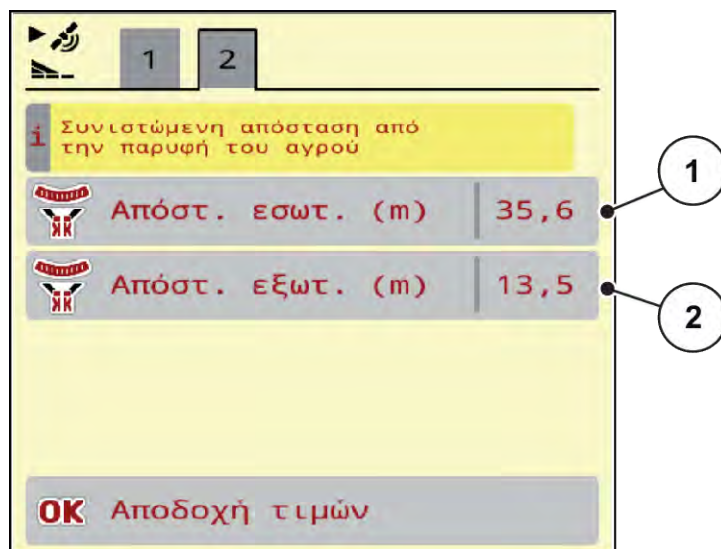 1 2
i Συνιστώμενη απόσταση από
την παρυφή του αγρού
Απόστ. εσωτ. (m) 35,6
1
Απόστ. εξωτ. (m) 13,5
2
OK Αποδοχή τιμών